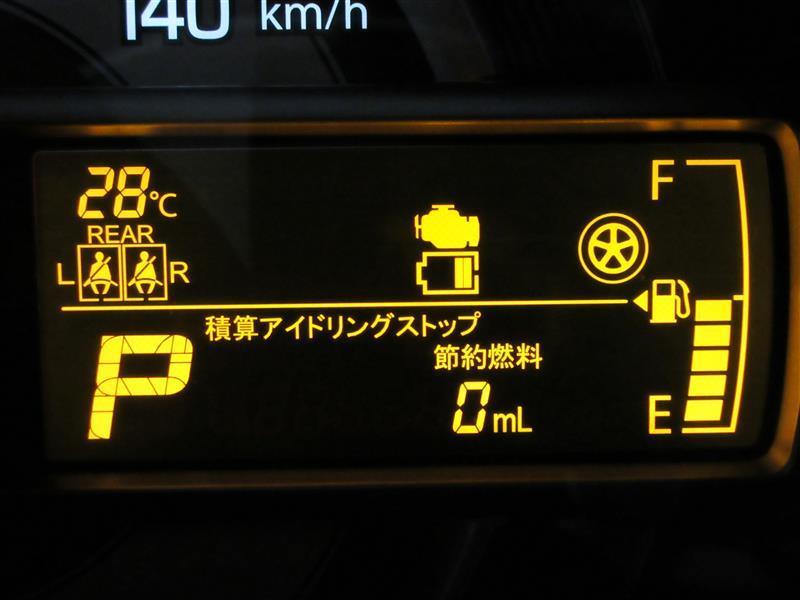 140 km/h
28°C
F
REAR
L R
積算アイドリングストップ
P
節約燃料
0mL
E